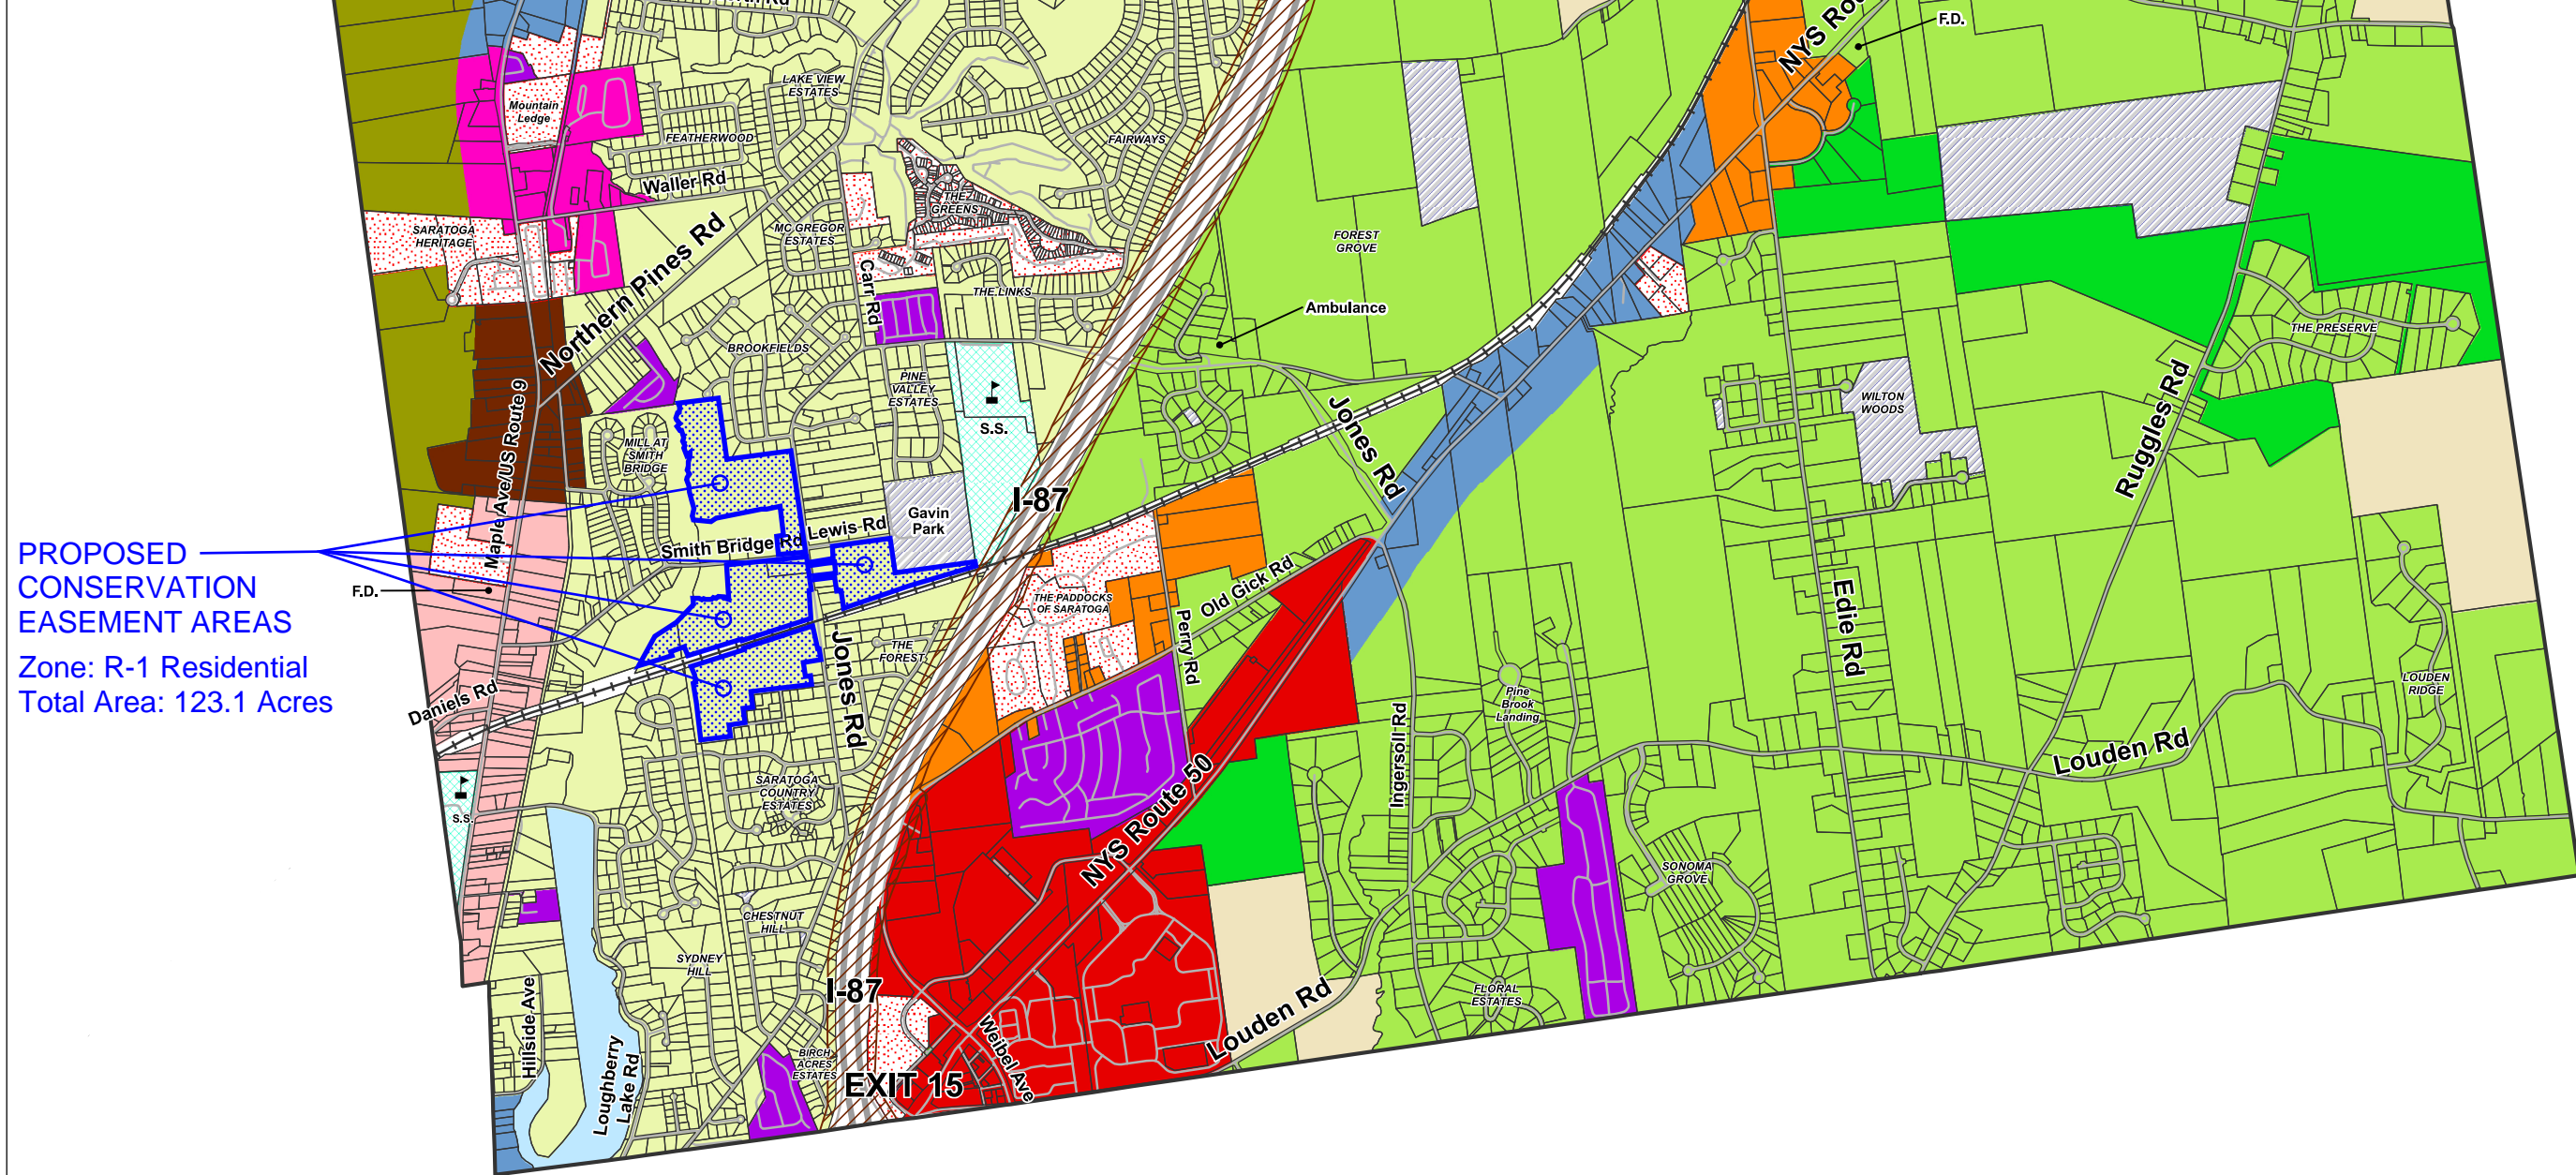 NYS Rou
F.D.
LAKE VIEW
ESTATES
Mountain
Ledge
FEATHERWOOD
FAIRWAYS
Waller Rd
THE
GREENS
SARATOGA
HERITAGE
MC GREGOR
ESTATES
FOREST
GROVE
Northern Pines Rd
Carr Rd
THE LINKS
Ambulance
THE PRESERVE
BROOKFIELDS
PINE
VALLEY
ESTATES
WILTON
WOODS
Jones Rd
Ruggles Rd
Maple Ave/US Route 9
MILL AT
SMITH
BRIDGE
S.S.
I-87
Gavin
Park
Lewis Rd
Smith Bridge Rd
PROPOSED
CONSERVATION
EASEMENT AREAS
Zone: R-1 Residential
Total Area: 123.1 Acres
F.D.
THE PADDOCKS
OF SARATOGA
Old Gick Rd
Perry Rd
Edie Rd
THE
FOREST
Jones Rd
Daniels Rd
Pine
Brook
Landing
LOUDEN
RIDGE
Ingersoll Rd
Louden Rd
SARATOGA
COUNTRY
ESTATES
NYS Route 50
S.S.
SONOMA
GROVE
CHESTNUT
HILL
SYDNEY
HILL
I-87
FLORAL
ESTATES
Hillside Ave
Loughberry
Lake Rd
BIRCH
ACRES
ESTATES
EXIT 15
Weibel Ave
Louden Rd